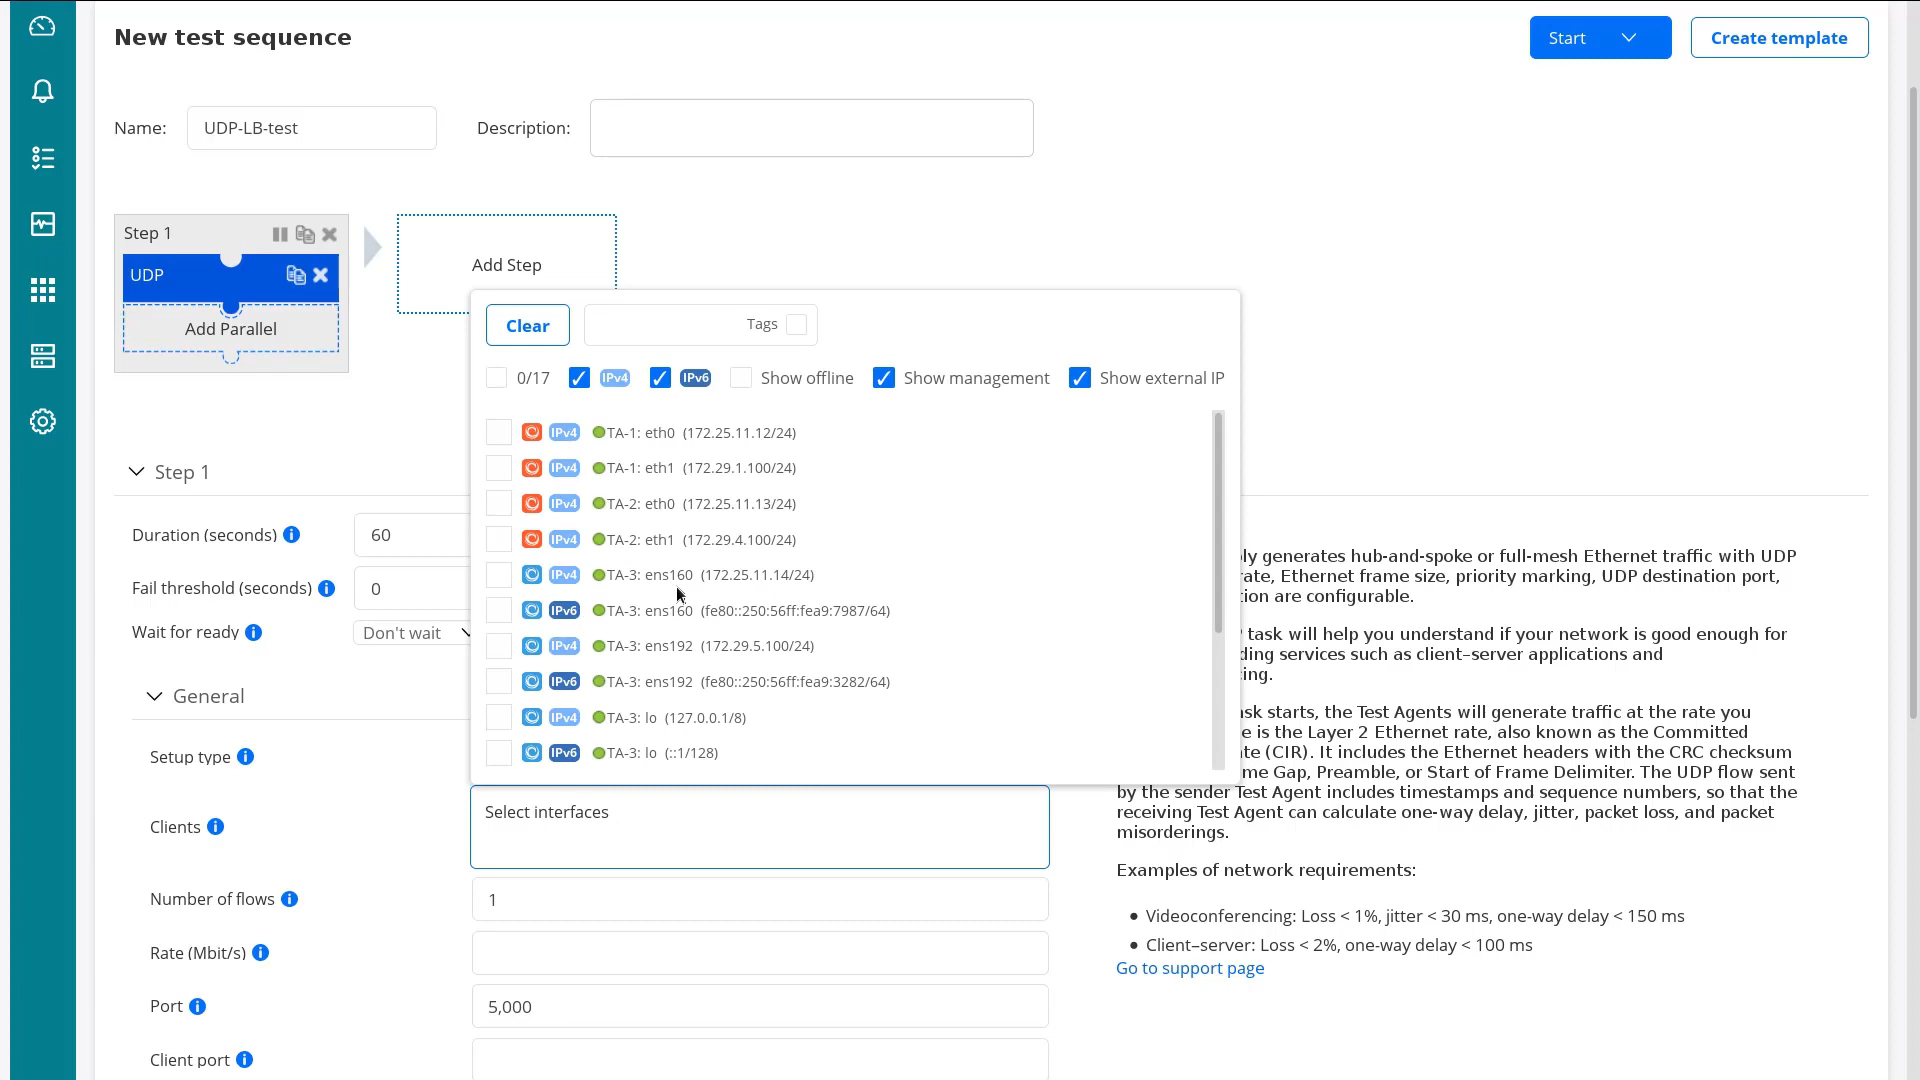 New test sequence
Start
Create template
Name:
UDP-LB-test
Description:
Step 1
UDP
Add Parallel
Add Step
Clear
Tags
0/17
IPv4
IPv6
Show offline
Show management
Show external IP
IPv4 TA-1: eth0 (172.25.11.12/24)
IPv4 TA-1: eth1 (172.29.1.100/24)
IPv4 TA-2: eth0 (172.25.11.13/24)
IPv4 TA-2: eth1 (172.29.4.100/24)
IPv4 TA-3: ens160 (172.25.11.14/24)
IPv6 TA-3: ens160 (fe80::250:56ff:fea9:7987/64)
IPv4 TA-3: ens192 (172.29.5.100/24)
IPv6 TA-3: ens192 (fe80::250:56ff:fea9:3282/64)
IPv4 TA-3: lo (127.0.0.1/8)
IPv6 TA-3: lo (::1/128)
Step 1
Duration (seconds)
60
Fail threshold (seconds)
0
Wait for ready
Don't wait
General
Setup type
Clients
Select interfaces
Number of flows
1
Rate (Mbit/s)
Port
5,000
Client port
generates hub-and-spoke or full-mesh Ethernet traffic with UDP
rate, Ethernet frame size, priority marking, UDP destination port,
are configurable.
task will help you understand if your network is good enough for
services such as client–server applications and
starts, the Test Agents will generate traffic at the rate you
is the Layer 2 Ethernet rate, also known as the Committed
(CIR). It includes the Ethernet headers with the CRC checksum
Gap, Preamble, or Start of Frame Delimiter. The UDP flow sent
by the sender Test Agent includes timestamps and sequence numbers, so that the
receiving Test Agent can calculate one-way delay, jitter, packet loss, and packet
misorderings.
Examples of network requirements:
• Videoconferencing: Loss < 1%, jitter < 30 ms, one-way delay < 150 ms
• Client–server: Loss < 2%, one-way delay < 100 ms
Go to support page